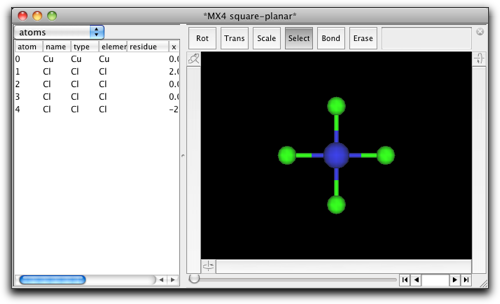 *MX4 square-planar*
atoms
Rot Trans Scale Select Bond Erase
atom name type elemer residue x
0 Cu Cu Cu 0.0
1 Cl Cl Cl 2.0
2 Cl Cl Cl 0.0
3 Cl Cl Cl 0.0
4 Cl Cl Cl -2